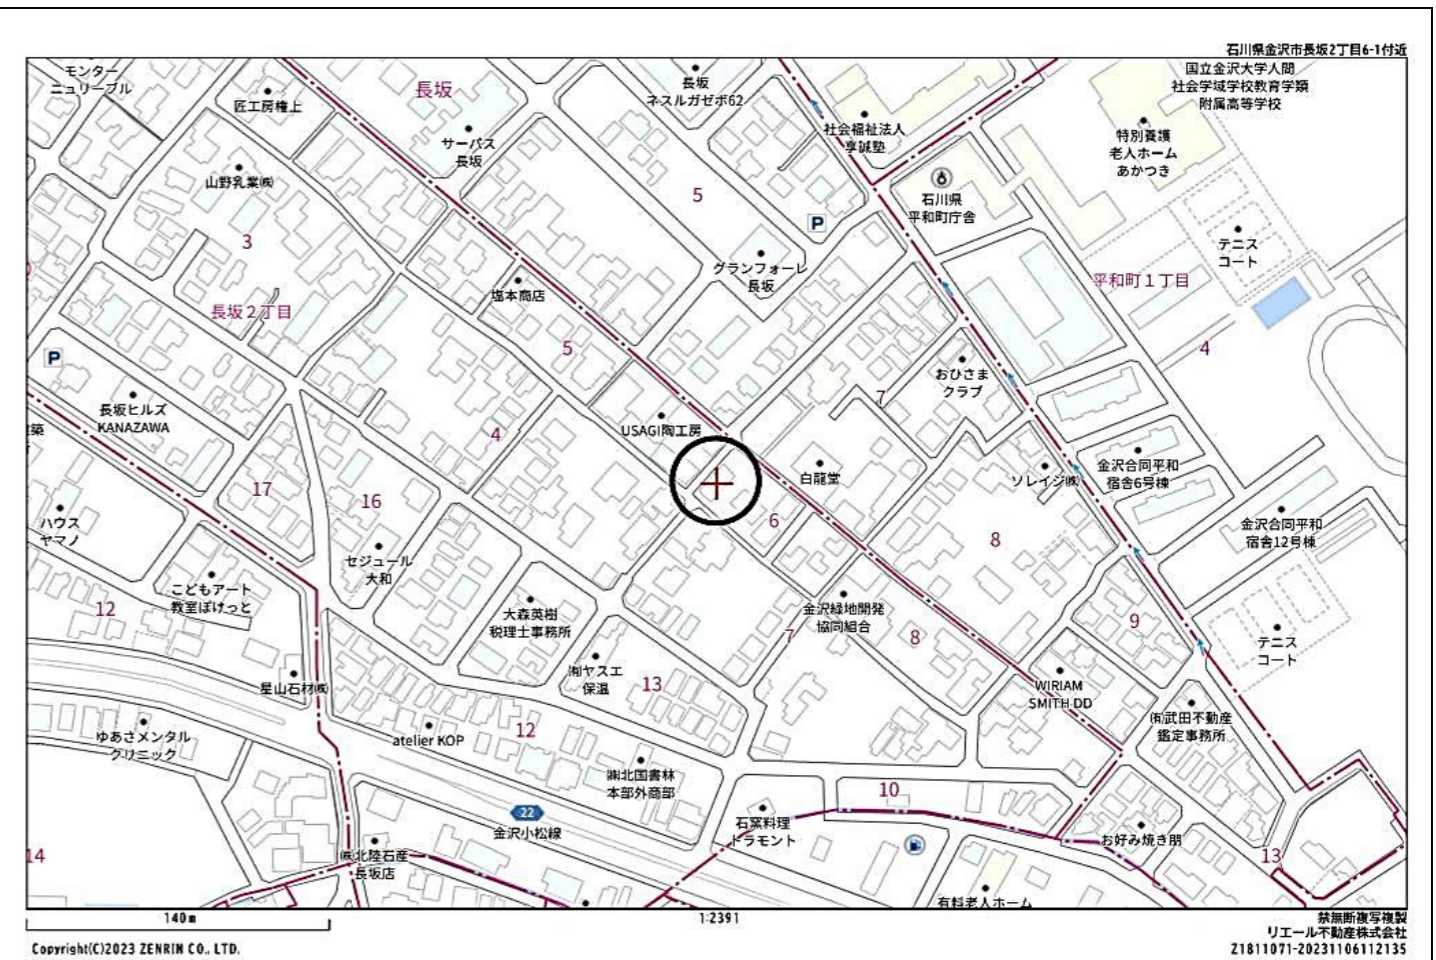 石川県金沢市長坂2丁目6-1付近
モンター
ニューリーブル
匠工房権上
長坂
サーパス
長坂
長坂
ネスルガゼボ62
社会福祉法人
享誠塾
国立金沢大学人間
社会学域学校教育学類
附属高等学校
特別養護
老人ホーム
あかつき
山野乳業㈱
3
5
P
石川県
平和町庁舎
テニス
コート
グランフォーレ
長坂
平和町1丁目
塩本商店
長坂2丁目
5
4
P
おひさま
クラブ
7
長坂ヒルズ
KANAZAWA
築
USAGI陶工房
4
白龍堂
ソレイジ㈱
金沢合同平和
宿舎6号棟
17
16
6
金沢合同平和
宿舎12号棟
ハウス
ヤマノ
8
セジュール
大和
こどもアート
教室ぽけっと
12
大森英樹
税理士事務所
金沢緑地開発
協同組合
7
8
9
テニス
コート
㈲ヤスエ
保温
13
星山石材㈱
WIRIAM
SMITH DD
㈲武田不動産
鑑定事務所
ゆあさメンタル
クリニック
atelier KOP
12
㈱北国書林
本部外商部
10
22
金沢小松線
石窯料理
トラモント
お好み焼き朋
14
㈱北陸石産
長坂店
13
有料老人ホーム
140m
1:2391
禁無断複写複製
リエール不動産株式会社
Copyright(C)2023 ZENRIN CO., LTD.
Z1811071-20231106112135